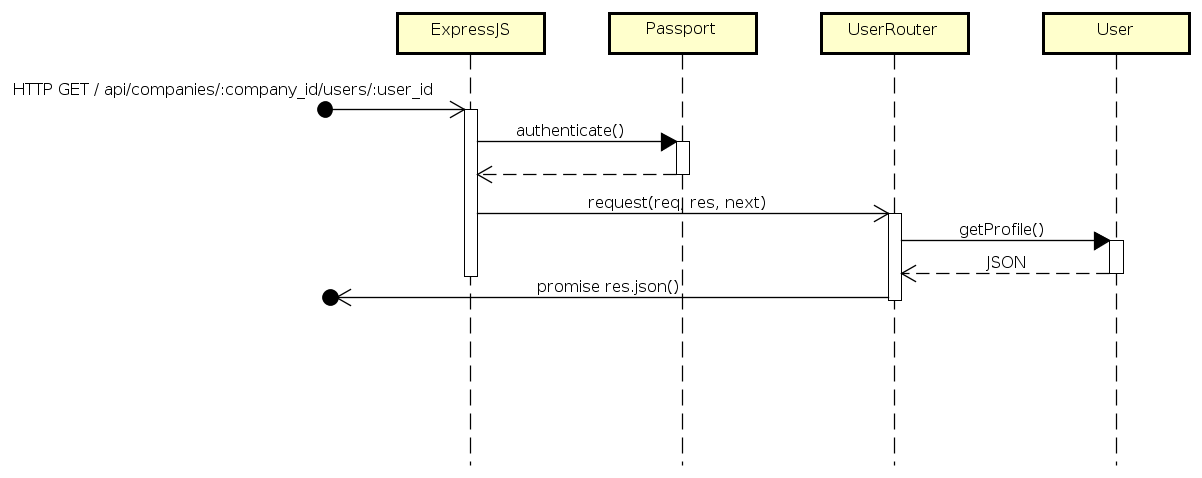 ExpressJS
Passport
UserRouter
User
HTTP GET / api/companies/:company_id/users/:user_id
authenticate()
request(req, res, next)
getProfile()
JSON
promise res.json()